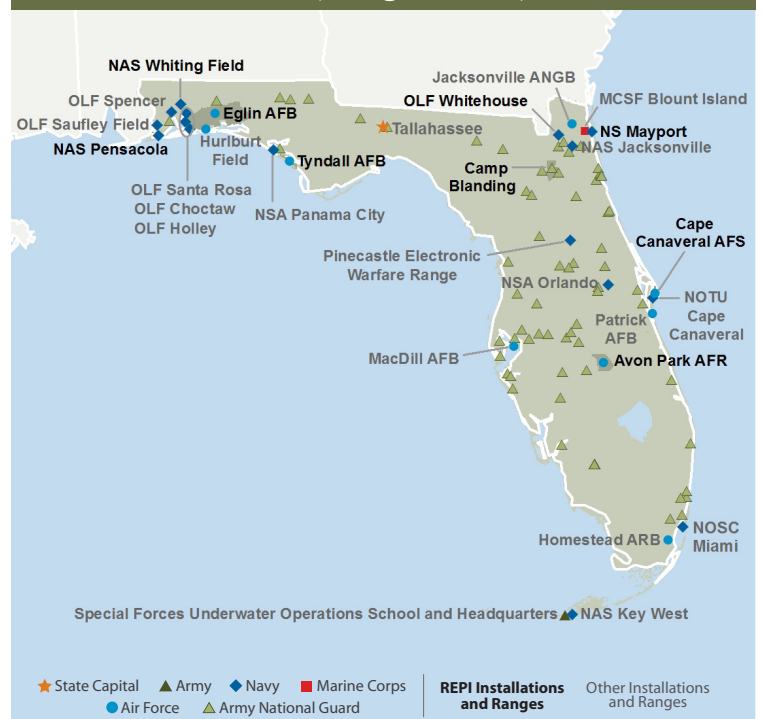 NAS Whiting Field
Jacksonville ANGB
OLF Spencer
OLF Whitehouse
MCSF Blount Island
Eglin AFB
OLF Saufley Field
Tallahassee
NS Mayport
NAS Pensacola
Hurlburt
Field
NAS Jacksonville
Tyndall AFB
Camp
Blanding
OLF Santa Rosa
OLF Choctaw
OLF Holley
NSA Panama City
Cape
Canaveral AFS
Pinecastle Electronic
Warfare Range
NSA Orlando
NOTU
Cape
Canaveral
Patrick
AFB
MacDill AFB
Avon Park AFR
Homestead ARB
NOSC
Miami
Special Forces Underwater Operations School and Headquarters
NAS Key West
State Capital
Army
Navy
Marine Corps
Air Force
Army National Guard
REPI Installations
and Ranges
Other Installations
and Ranges